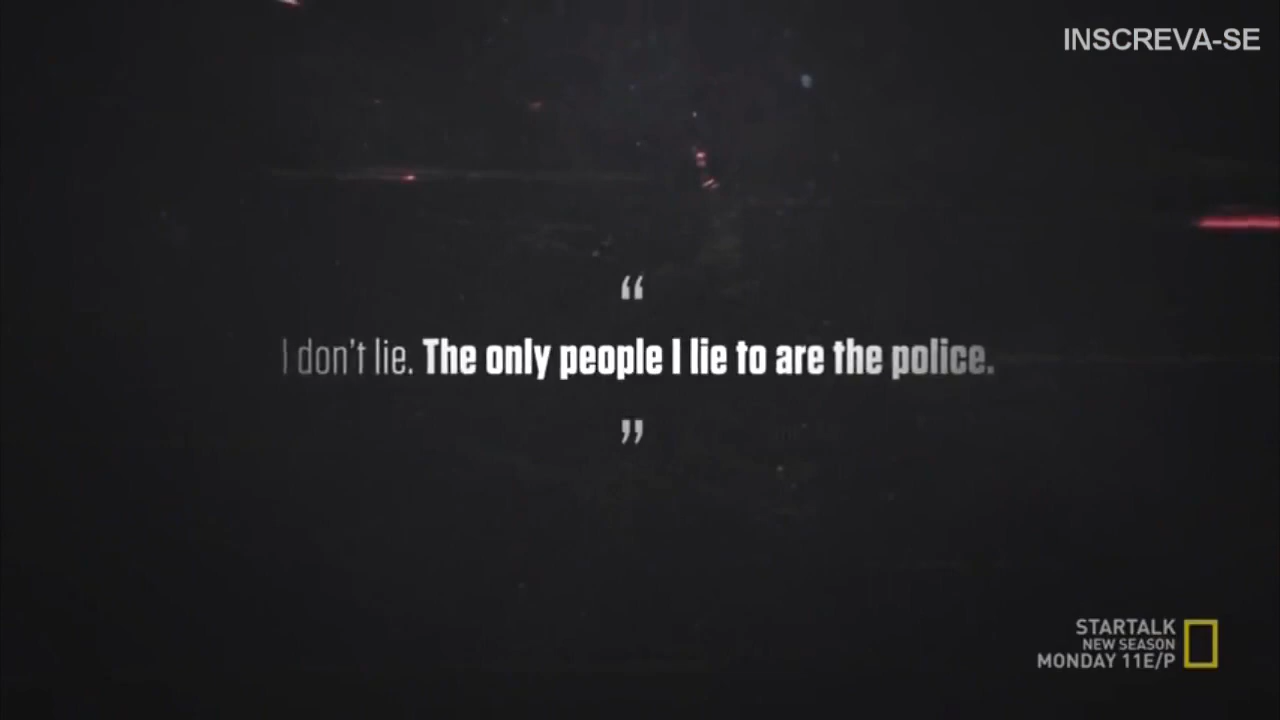 INSCREVA-SE
“
I don’t lie. The only people I lie to are the police.
”
STARTALK
NEW SEASON
MONDAY 11E/P